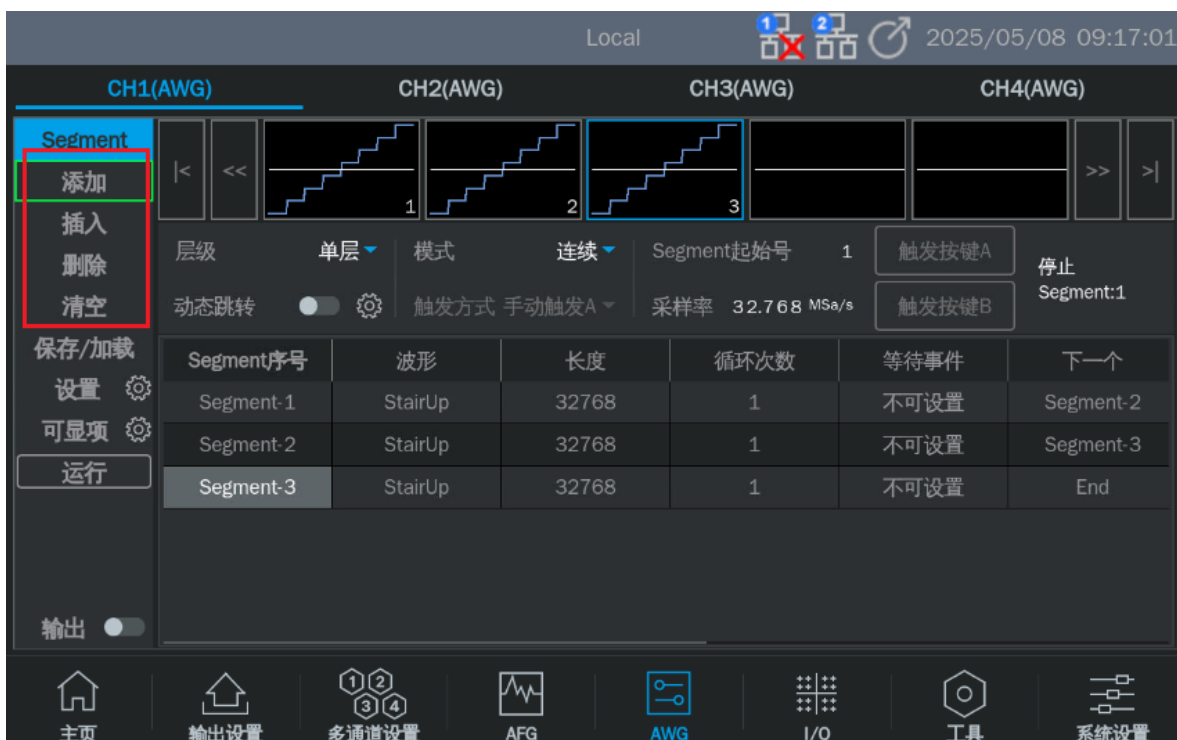 Local 1 2 2025/05/08 09:17:01
CH1(AWG) CH2(AWG) CH3(AWG) CH4(AWG)
Segment
添加
插入
删除
清空
保存/加载
设置
可显项
运行
输出
|< << 1 2 3 >> >|
层级 单层 模式 连续 Segment起始号 1 触发按键A
动态跳转 触发方式 手动触发A 采样率 32.768 MSa/s 触发按键B
停止
Segment:1
Segment序号 波形 长度 循环次数 等待事件 下一个
Segment-1 StairUp 32768 1 不可设置 Segment-2
Segment-2 StairUp 32768 1 不可设置 Segment-3
Segment-3 StairUp 32768 1 不可设置 End
1 2
3 4
主页 输出设置 多通道设置 AFG AWG I/O 工具 系统设置